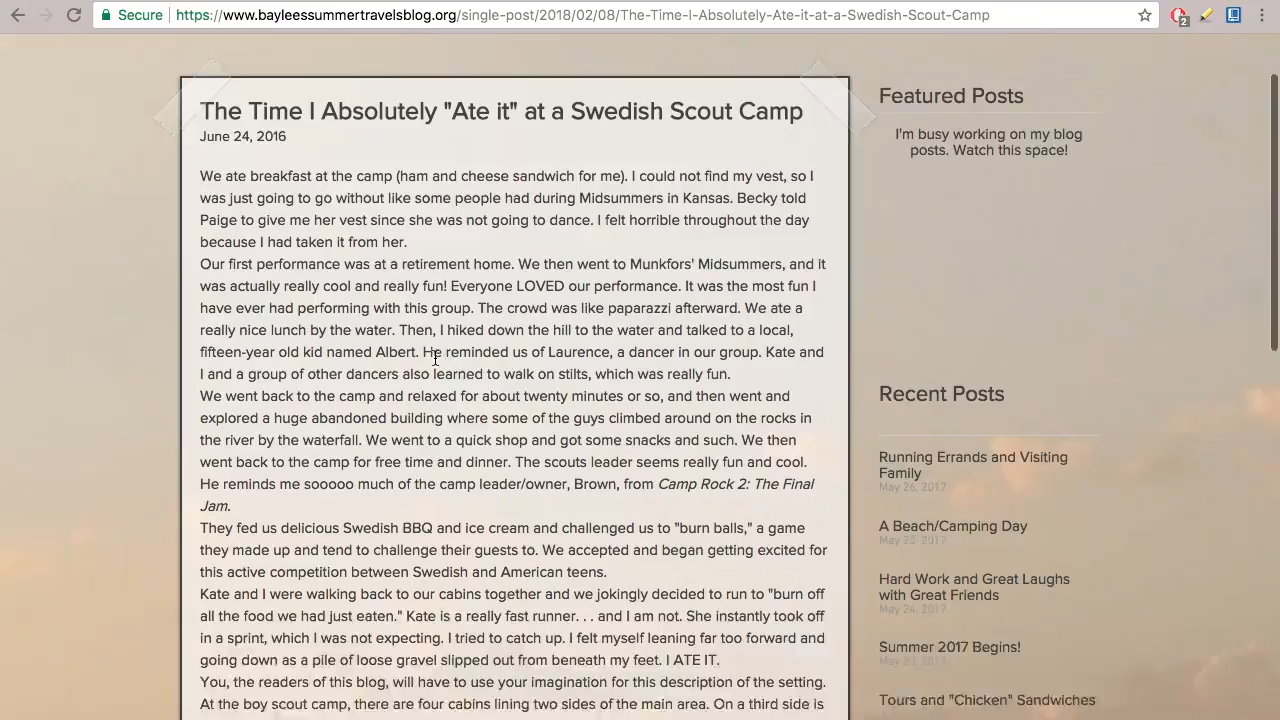 Secure https://www.bayleessummertravelsblog.org/single-post/2018/02/08/The-Time-I-Absolutely-Ate-it-at-a-Swedish-Scout-Camp
2
The Time I Absolutely "Ate it" at a Swedish Scout Camp
June 24, 2016
We ate breakfast at the camp (ham and cheese sandwich for me). I could not find my vest, so I
was just going to go without like some people had during Midsummers in Kansas. Becky told
Paige to give me her vest since she was not going to dance. I felt horrible throughout the day
because I had taken it from her.
Our first performance was at a retirement home. We then went to Munkfors' Midsummers, and it
was actually really cool and really fun! Everyone LOVED our performance. It was the most fun I
have ever had performing with this group. The crowd was like paparazzi afterward. We ate a
really nice lunch by the water. Then, I hiked down the hill to the water and talked to a local,
fifteen-year old kid named Albert. He reminded us of Laurence, a dancer in our group. Kate and
I and a group of other dancers also learned to walk on stilts, which was really fun.
We went back to the camp and relaxed for about twenty minutes or so, and then went and
explored a huge abandoned building where some of the guys climbed around on the rocks in
the river by the waterfall. We went to a quick shop and got some snacks and such. We then
went back to the camp for free time and dinner. The scouts leader seems really fun and cool.
He reminds me sooooo much of the camp leader/owner, Brown, from Camp Rock 2: The Final
Jam.
They fed us delicious Swedish BBQ and ice cream and challenged us to "burn balls," a game
they made up and tend to challenge their guests to. We accepted and began getting excited for
this active competition between Swedish and American teens.
Kate and I were walking back to our cabins together and we jokingly decided to run to "burn off
all the food we had just eaten." Kate is a really fast runner. . . and I am not. She instantly took off
in a sprint, which I was not expecting. I tried to catch up. I felt myself leaning far too forward and
going down as a pile of loose gravel slipped out from beneath my feet. I ATE IT.
You, the readers of this blog, will have to use your imagination for this description of the setting.
At the boy scout camp, there are four cabins lining two sides of the main area. On a third side is
Featured Posts
I'm busy working on my blog
posts. Watch this space!
Recent Posts
Running Errands and Visiting
Family
May 26, 2017
A Beach/Camping Day
May 25, 2017
Hard Work and Great Laughs
with Great Friends
May 24, 2017
Summer 2017 Begins!
May 23, 2017
Tours and "Chicken" Sandwiches